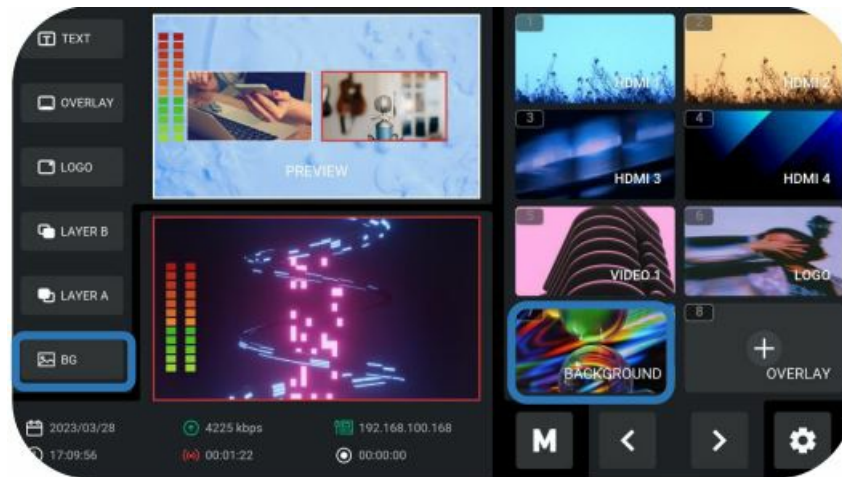 TEXT
OVERLAY
LOGO
LAYER B
LAYER A
BG
PREVIEW
2023/03/28
4225 kbps
192.168.100.168
17:09:56
00:01:22
00:00:00
1
HDMI 1
2
HDMI 2
3
HDMI 3
4
HDMI 4
5
VIDEO 1
6
LOGO
BACKGROUND
8
OVERLAY
M